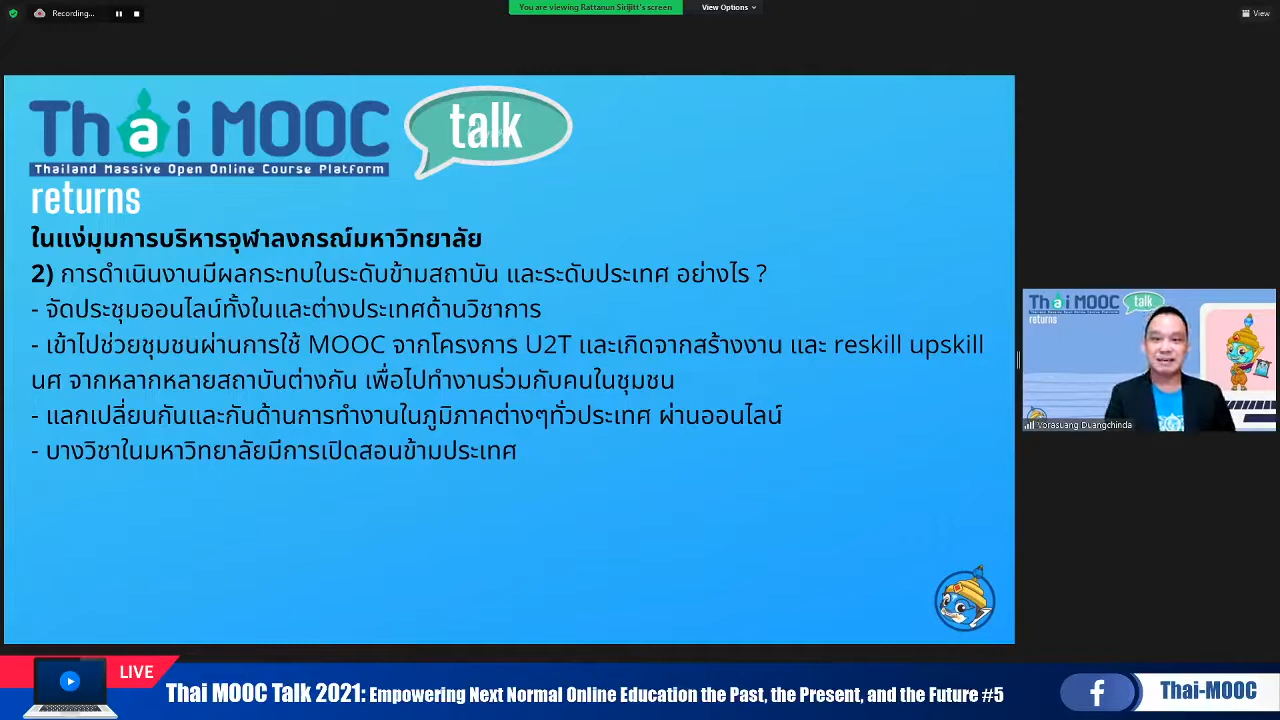 Recording...
You are viewing Rattanun Sirijitt's screen
View Options
View
Thai MOOC talk
Thailand Massive Open Online Course Platform
returns
ในแง่มุมการบริหารจุฬาลงกรณ์มหาวิทยาลัย
2) การดำเนินงานมีผลกระทบในระดับข้ามสถาบัน และระดับประเทศ อย่างไร ?
- จัดประชุมออนไลน์ทั้งในและต่างประเทศด้านวิชาการ
- เข้าไปช่วยชุมชนผ่านการใช้ MOOC จากโครงการ U2T และเกิดจากสร้างงาน และ reskill upskill
นศ จากหลากหลายสถาบันต่างกัน เพื่อไปทำงานร่วมกับคนในชุมชน
- แลกเปลี่ยนกันและกันด้านการทำงานในภูมิภาคต่างๆทั่วประเทศ ผ่านออนไลน์
- บางวิชาในมหาวิทยาลัยมีการเปิดสอนข้ามประเทศ
Thai MOOC talk
returns
Vorasuang Duangchinda
LIVE
Thai MOOC Talk 2021: Empowering Next Normal Online Education the Past, the Present, and the Future #5
Thai-MOOC